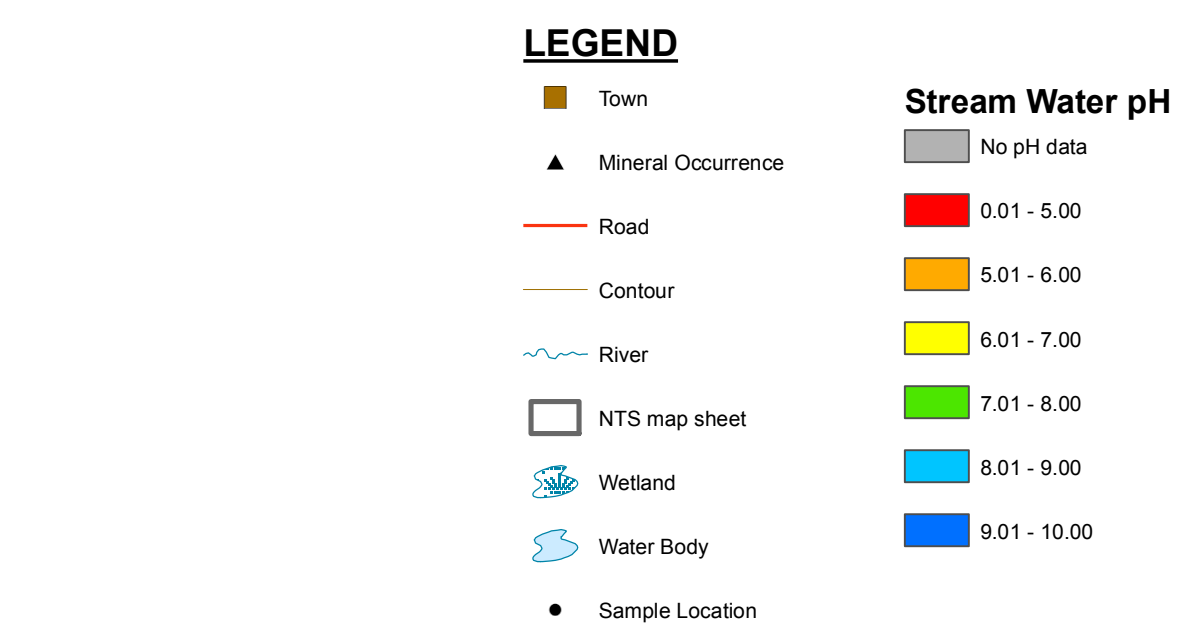 LEGEND
Town
Mineral Occurrence
Road
Contour
River
NTS map sheet
Wetland
Water Body
Sample Location
Stream Water pH
No pH data
0.01 - 5.00
5.01 - 6.00
6.01 - 7.00
7.01 - 8.00
8.01 - 9.00
9.01 - 10.00